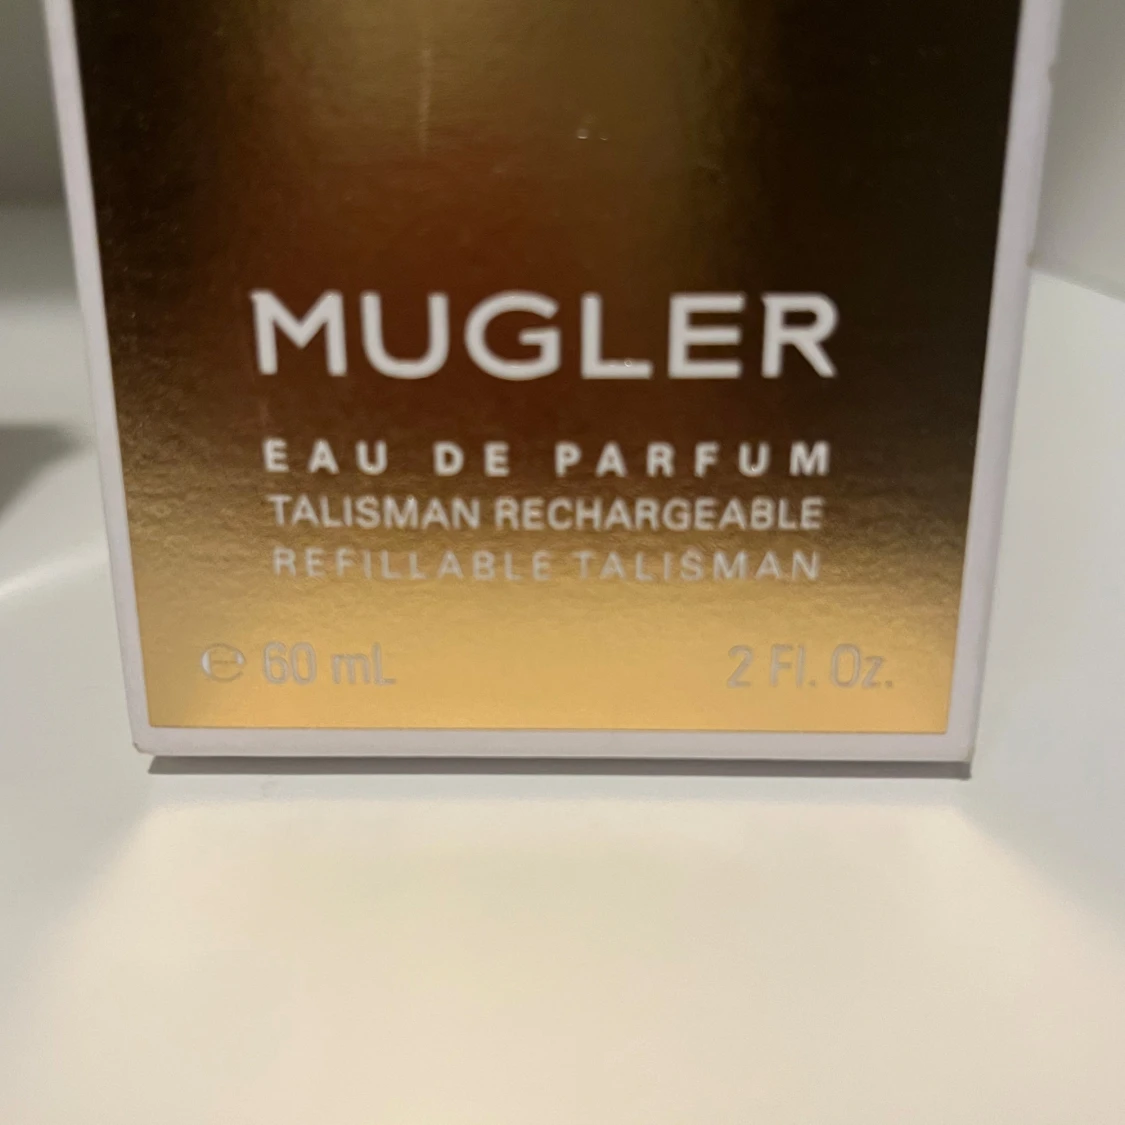 MUGLER
EAU DE PARFUM
TALISMAN RECHARGEABLE
REFILLABLE TALISMAN
℮ 60 mL 2 Fl. Oz.